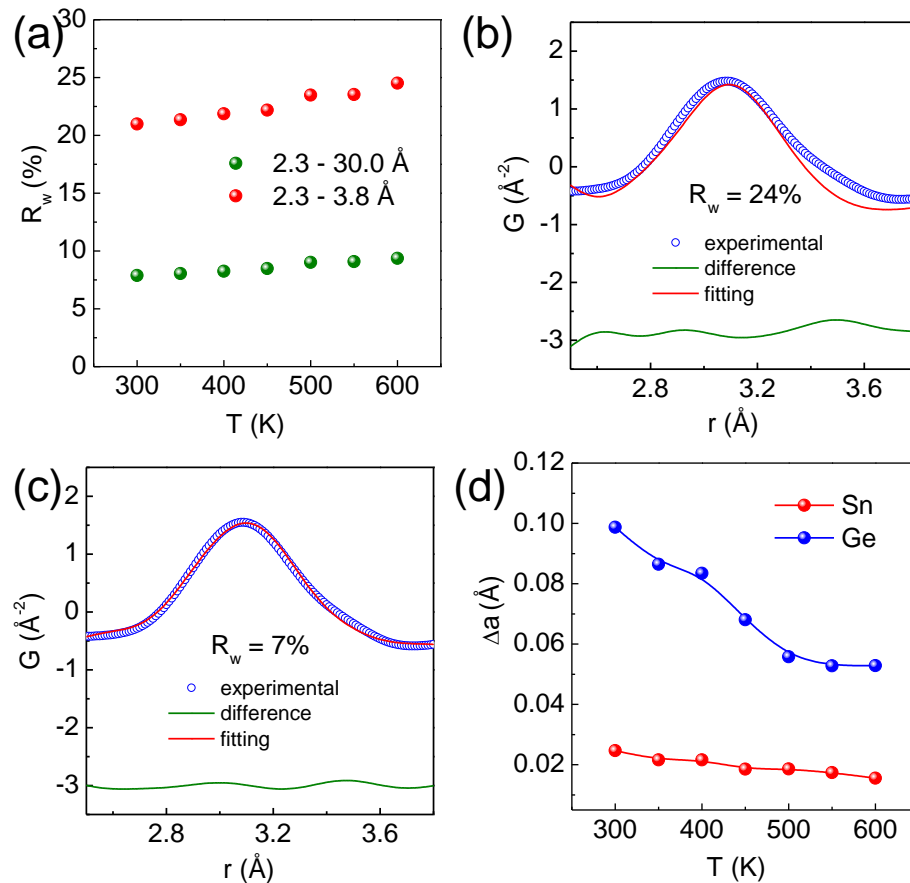 (a)
30
25
20
15
10
5
0
R_w (%)
2.3 - 30.0 Å
2.3 - 3.8 Å
300 400 500 600
T (K)
(b)
2
1
0
-1
-2
-3
G (Å⁻²)
R_w = 24%
experimental
difference
fitting
2.8 3.2 3.6
r (Å)
(c)
2
1
0
-1
-2
-3
G (Å⁻²)
R_w = 7%
experimental
difference
fitting
2.8 3.2 3.6
r (Å)
(d)
0.12
0.10
0.08
0.06
0.04
0.02
Δa (Å)
Sn
Ge
300 400 500 600
T (K)